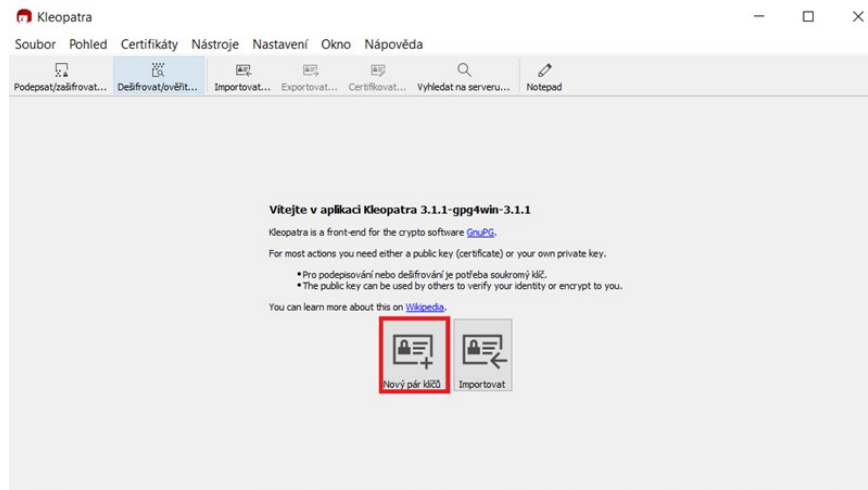 Kleopatra
Soubor Pohled Certifikáty Nástroje Nastavení Okno Nápověda
Podepsat/zašifrovat... Dešifrovat/ověřit... Importovat... Exportovat... Certifikovat... Vyhledat na serveru... Notepad
Vítejte v aplikaci Kleopatra 3.1.1-gpg4win-3.1.1
Kleopatra is a front-end for the crypto software GnuPG.
For most actions you need either a public key (certificate) or your own private key.
•Pro podepisování nebo dešifrování je potřeba soukromý klíč.
•The public key can be used by others to verify your identity or encrypt to you.
You can learn more about this on Wikipedia.
Nový pár klíčů Importovat